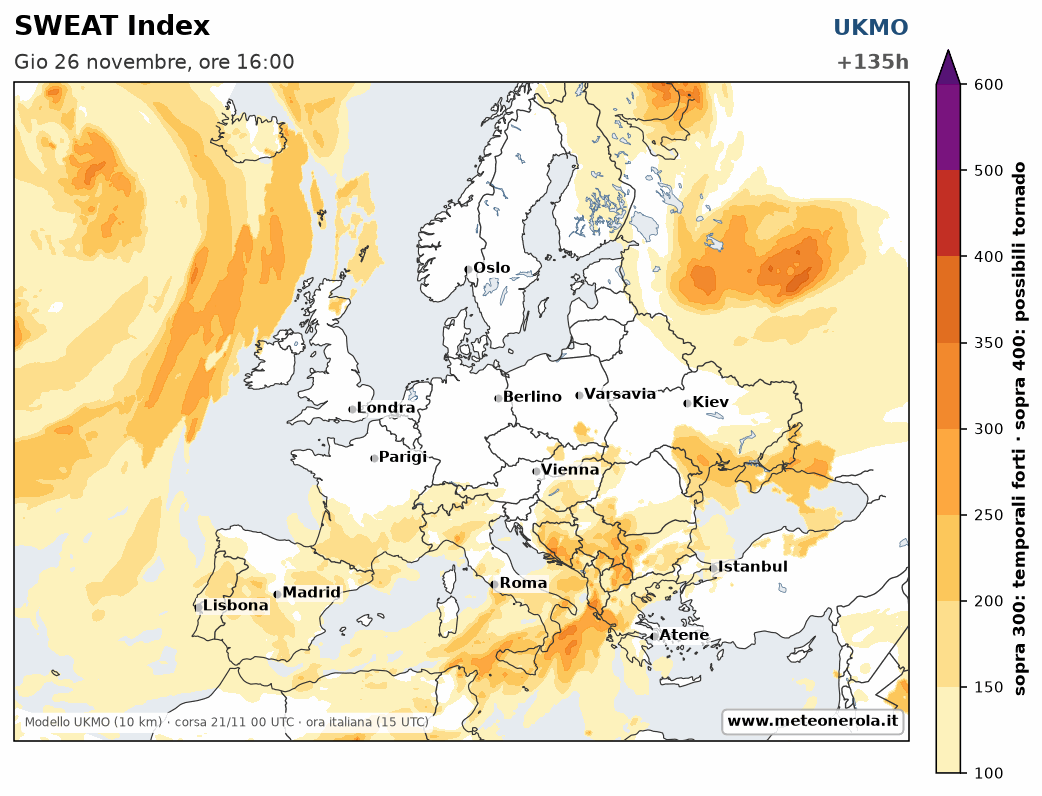 SWEAT Index
UKMO
Gio 26 novembre, ore 16:00
+135h
Oslo
Berlino
Varsavia
Kiev
Londra
Parigi
Vienna
Istanbul
Roma
Madrid
Lisbona
Atene
Modello UKMO (10 km) · corsa 21/11 00 UTC · ora italiana (15 UTC)
www.meteonerola.it
600
500
400
350
300
250
200
150
100
sopra 300: temporali forti · sopra 400: possibili tornado